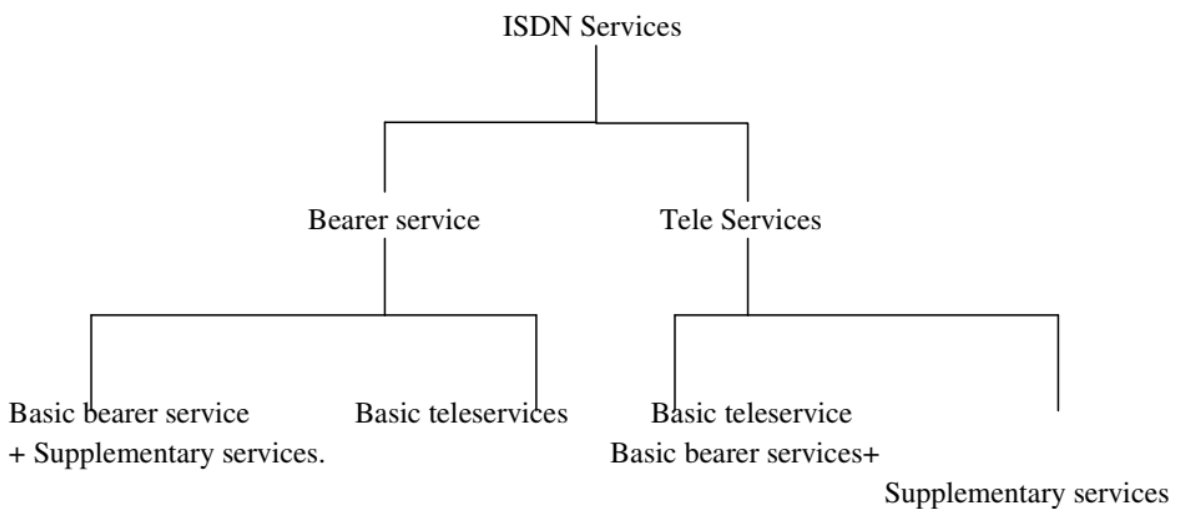 ISDN Services
Bearer service
Tele Services
Basic bearer service
+ Supplementary services.
Basic teleservices
Basic teleservice
Basic bearer services+
Supplementary services